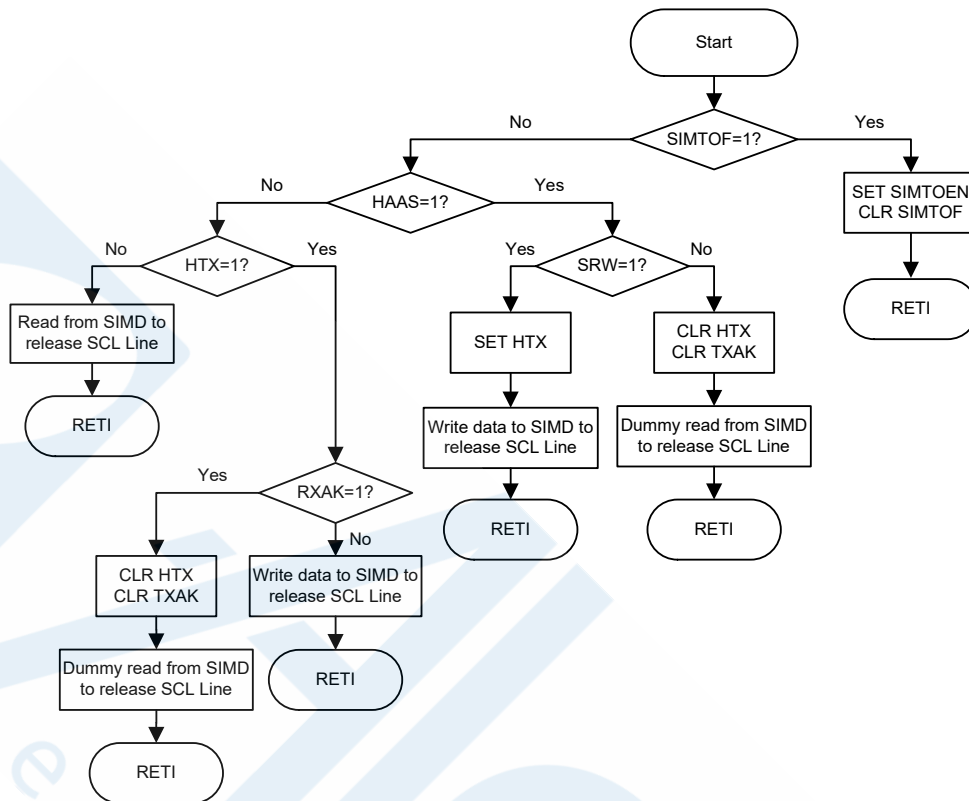 Start
No
SIMTOF=1?
Yes
No
HAAS=1?
Yes
SET SIMTOEN
CLR SIMTOF
No
HTX=1?
Yes
Yes
SRW=1?
No
RETI
Read from SIMD to
release SCL Line
SET HTX
CLR HTX
CLR TXAK
RETI
Write data to SIMD to
release SCL Line
Dummy read from SIMD
to release SCL Line
Yes
RXAK=1?
RETI
RETI
No
CLR HTX
CLR TXAK
Write data to SIMD to
release SCL Line
Dummy read from SIMD
to release SCL Line
RETI
RETI
e